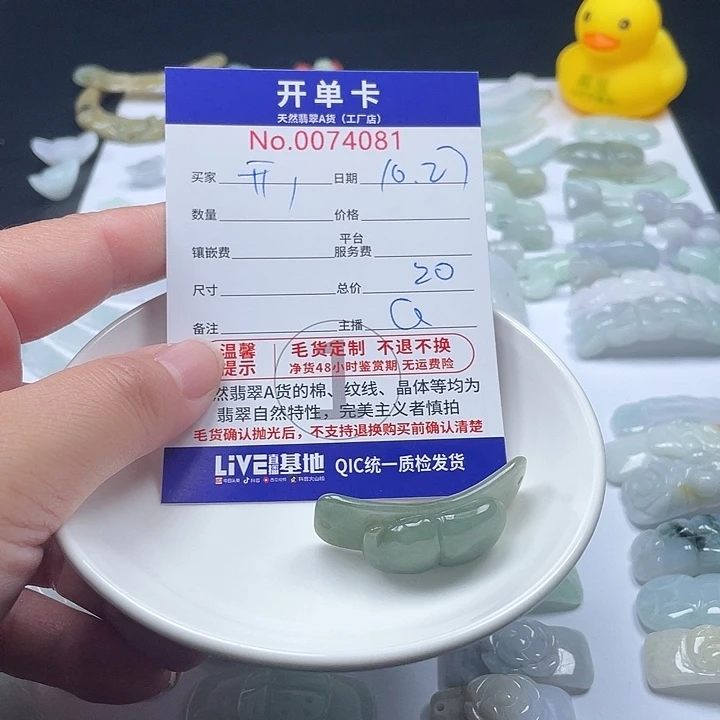 开单卡
天然翡翠A货（工厂店）
No.0074081
买家 日期 10.27
数量 价格
镶嵌费 平台服务费
尺寸 总价 20
备注 主播 a
温馨提示 毛货定制 不退不换
净货48小时鉴赏期 无运费险
然翡翠A货的棉、纹线、晶体等均为
翡翠自然特性，完美主义者慎拍
毛货确认抛光后，不支持退换购买前确认清楚
LiVE直播基地 QIC统一质检发货